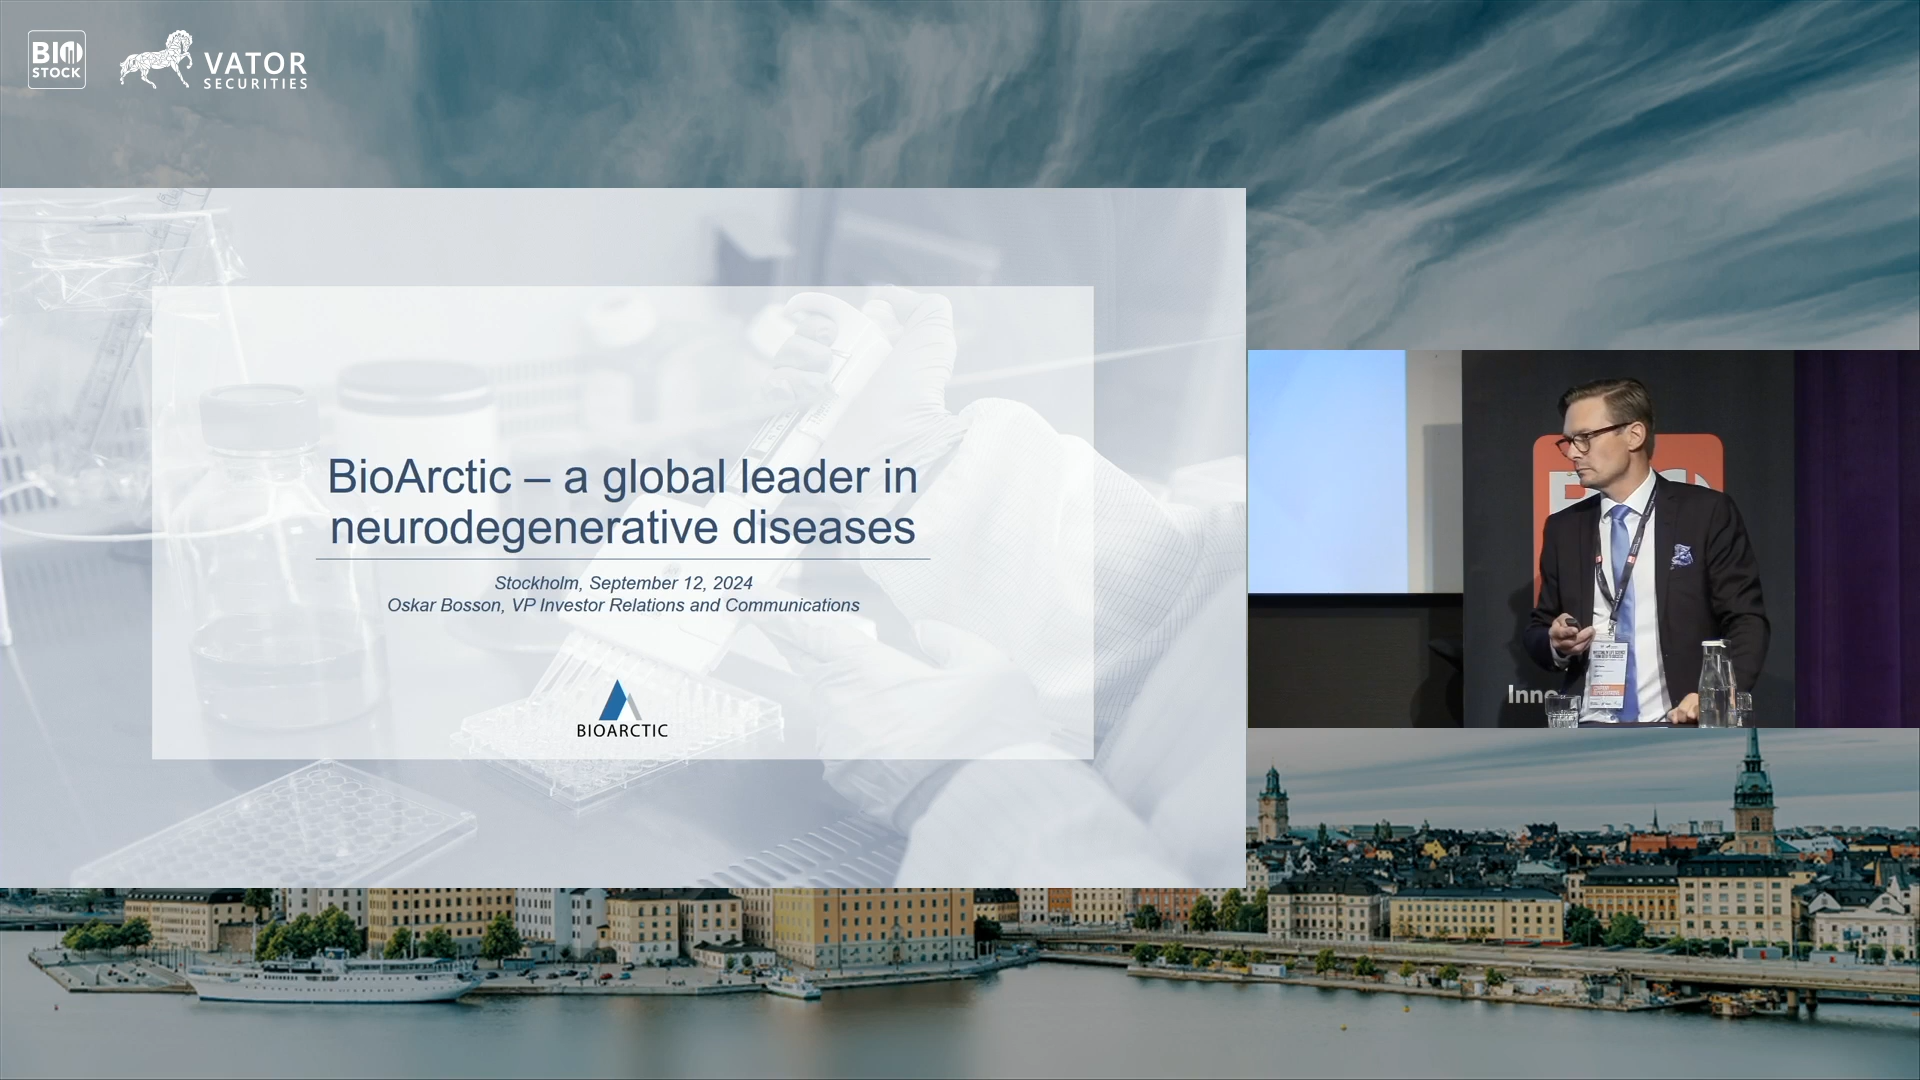 BIO
STOCK
VATOR
SECURITIES
BioArctic – a global leader in
neurodegenerative diseases
Stockholm, September 12, 2024
Oskar Bosson, VP Investor Relations and Communications
BIOARCTIC
Inno